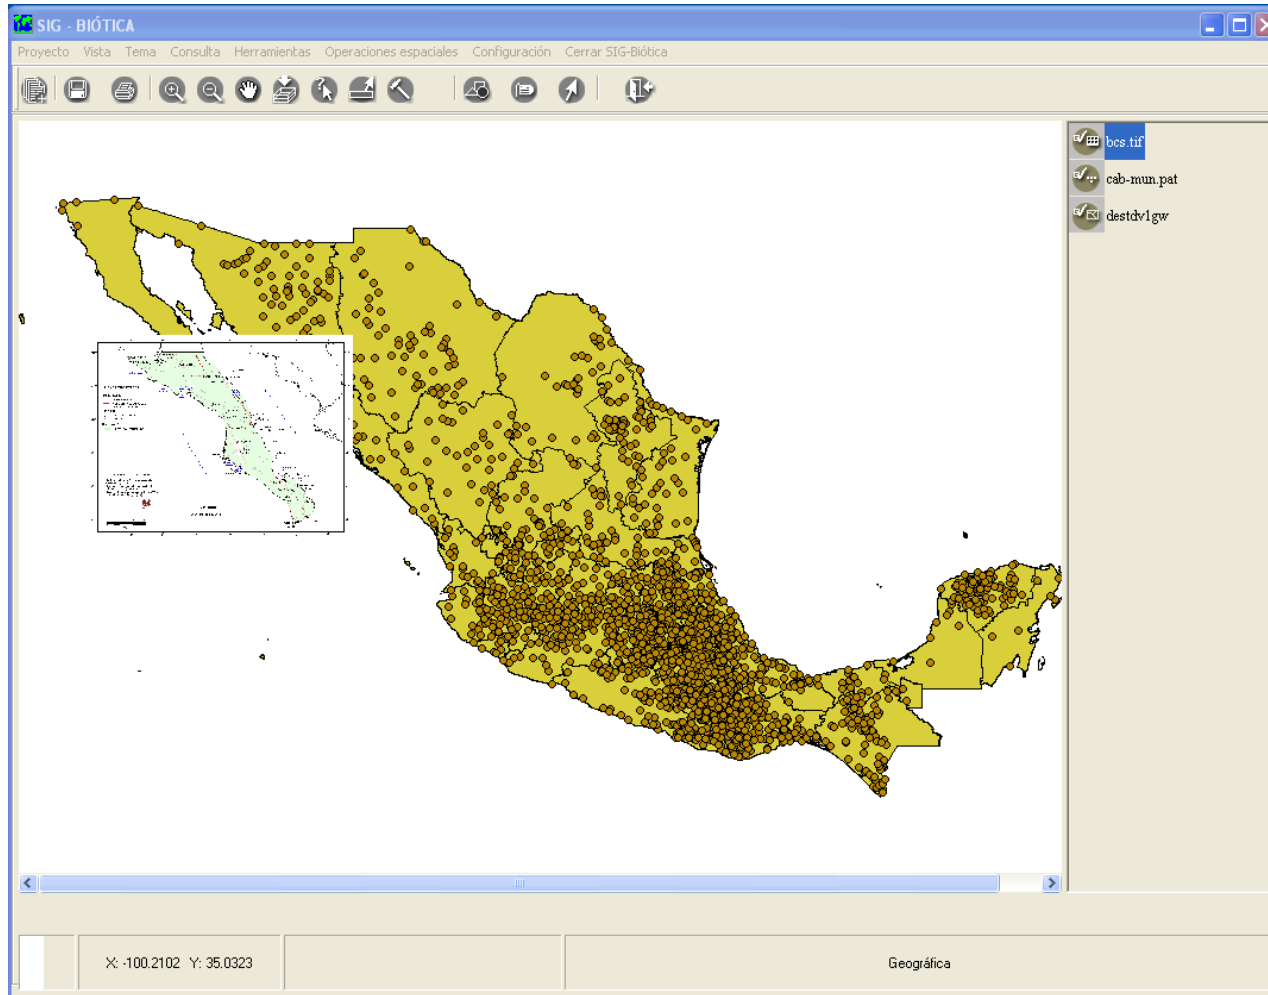 SIG - BIÓTICA
Proyecto Vista Tema Consulta Herramientas Operaciones espaciales Configuración Cerrar SIG-Biótica
bcs.tif
cab-mun.pat
destdv1gw
X: -100.2102 Y: 35.0323
Geográfica